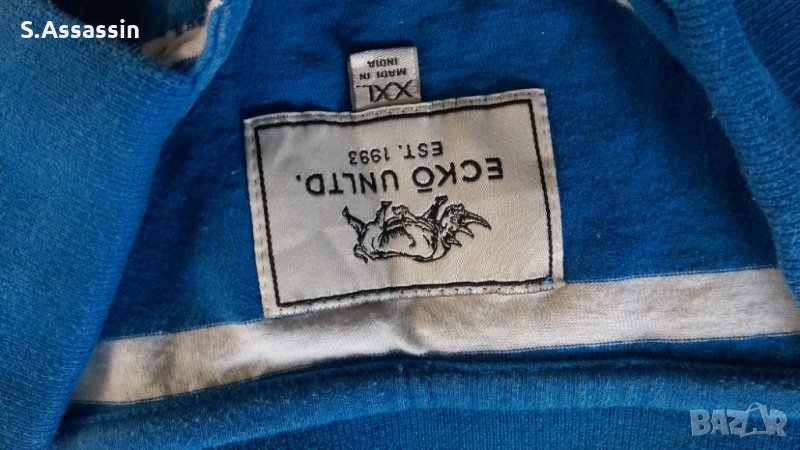 S.Assassin
XXL
MADE IN
INDIA
ECKŌ UNLTD.
EST. 1993
BAZAR